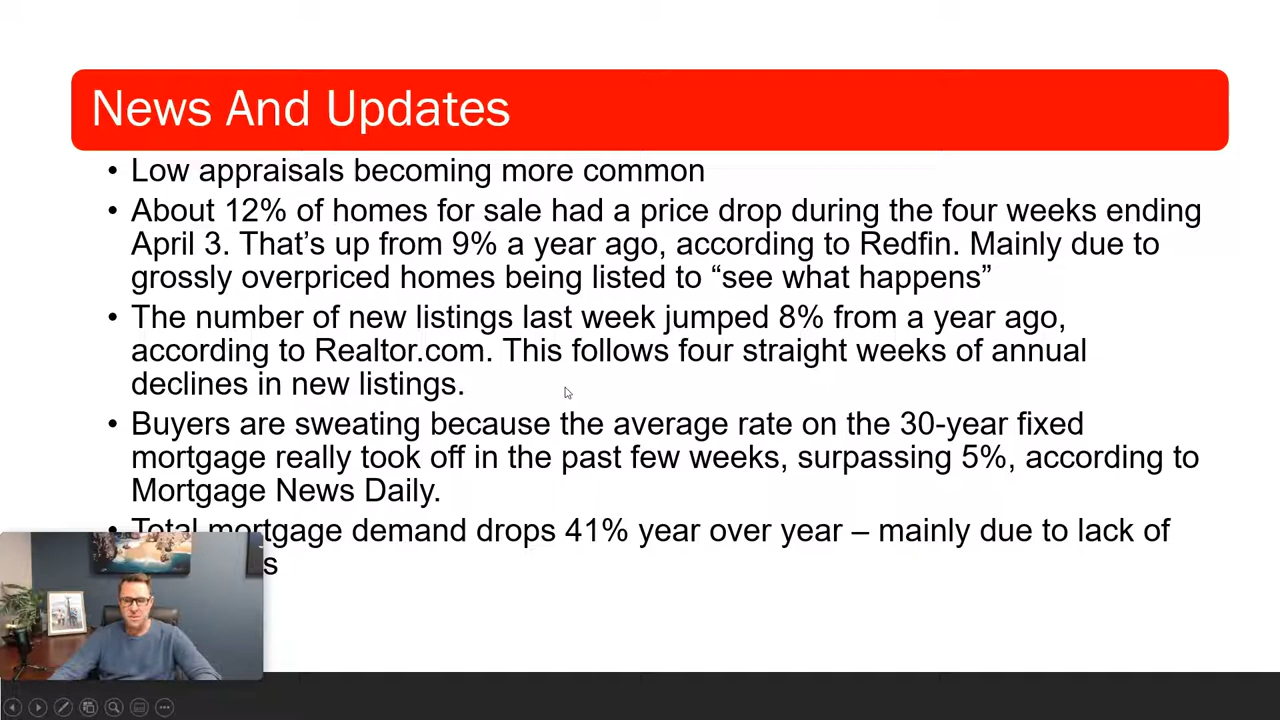 News And Updates
• Low appraisals becoming more common
• About 12% of homes for sale had a price drop during the four weeks ending
April 3. That’s up from 9% a year ago, according to Redfin. Mainly due to
grossly overpriced homes being listed to “see what happens”
• The number of new listings last week jumped 8% from a year ago,
according to Realtor.com. This follows four straight weeks of annual
declines in new listings.
• Buyers are sweating because the average rate on the 30-year fixed
mortgage really took off in the past few weeks, surpassing 5%, according to
Mortgage News Daily.
• Total mortgage demand drops 41% year over year – mainly due to lack of